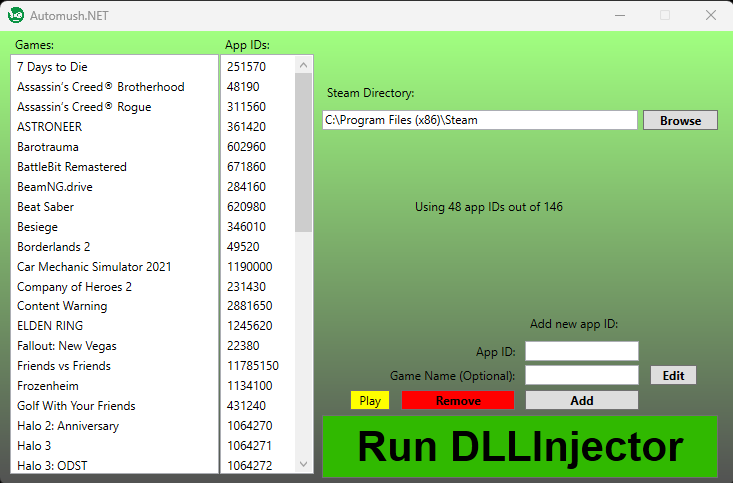 Automush.NET
Games: App IDs:
7 Days to Die 251570
Assassin's Creed® Brotherhood 48190
Assassin's Creed® Rogue 311560
ASTRONEER 361420
Barotrauma 602960
BattleBit Remastered 671860
BeamNG.drive 284160
Beat Saber 620980
Besiege 346010
Borderlands 2 49520
Car Mechanic Simulator 2021 1190000
Company of Heroes 2 231430
Content Warning 2881650
ELDEN RING 1245620
Fallout: New Vegas 22380
Friends vs Friends 11785150
Frozenheim 1134100
Golf With Your Friends 431240
Halo 2: Anniversary 1064270
Halo 3 1064271
Halo 3: ODST 1064272
Steam Directory:
C:\Program Files (x86)\Steam Browse
Using 48 app IDs out of 146
Add new app ID:
App ID:
Game Name (Optional): Edit
Play Remove Add
Run DLLInjector